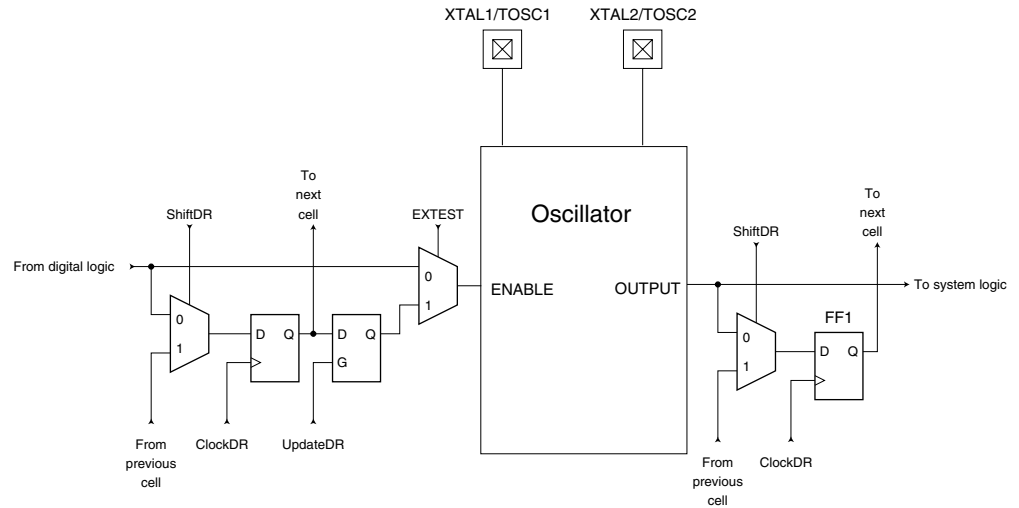 XTAL1/TOSC1
XTAL2/TOSC2
To
next
cell
ShiftDR
EXTEST
From digital logic
0
1
D Q
D Q
G
0
1
From
previous
cell
ClockDR
UpdateDR
Oscillator
ENABLE
OUTPUT
To
next
cell
ShiftDR
To system logic
FF1
0
1
D Q
From
previous
cell
ClockDR